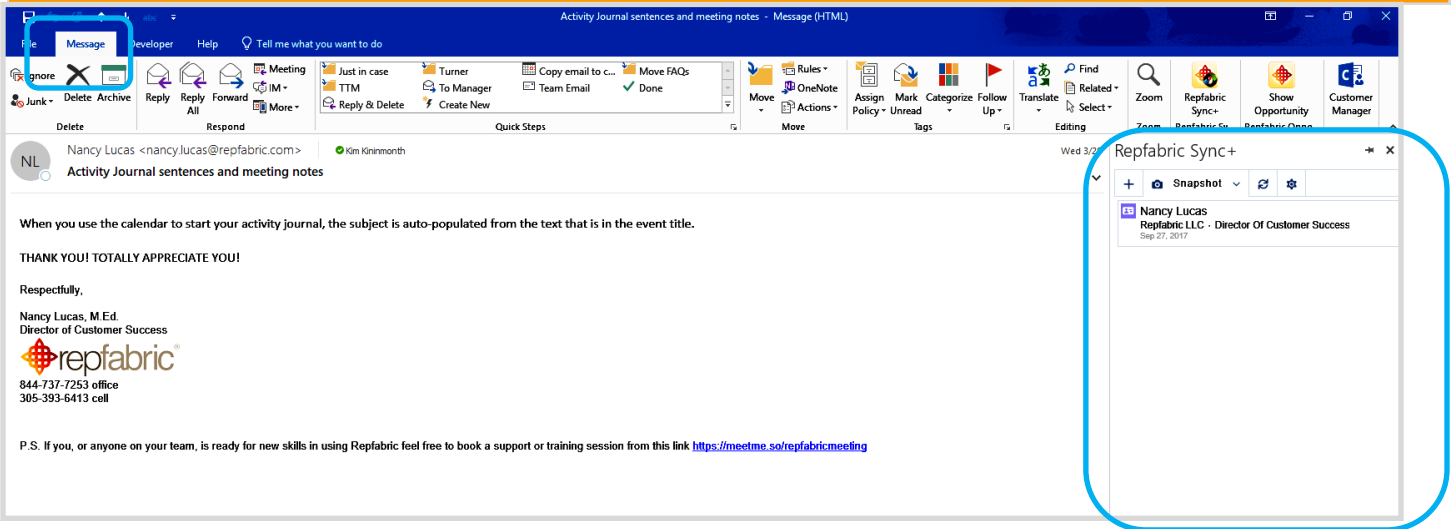 abc
Activity Journal sentences and meeting notes - Message (HTML)
File Message Developer Help Tell me what you want to do
Ignore
Junk
Delete Archive
Reply Reply All Forward
Meeting
IM
More
Just in case
TTM
Reply & Delete
Turner
To Manager
Create New
Copy email to c...
Team Email
Move FAQs
Done
Move
Rules
OneNote
Actions
Assign Policy
Mark Unread
Categorize
Follow Up
Translate
Find
Related
Select
Zoom
Repfabric Sync+
Show Opportunity
Customer Manager
Delete Respond Quick Steps Move Tags Editing Zoom Repfabric Sy... Repfabric Oppo...
NL
Nancy Lucas <nancy.lucas@repfabric.com> Kim Kininmonth
Activity Journal sentences and meeting notes
When you use the calendar to start your activity journal, the subject is auto-populated from the text that is in the event title.
THANK YOU! TOTALLY APPRECIATE YOU!
Respectfully,
Nancy Lucas, M.Ed.
Director of Customer Success
repfabric®
844-737-7253 office
305-393-6413 cell
P.S. If you, or anyone on your team, is ready for new skills in using Repfabric feel free to book a support or training session from this link https://meetme.so/repfabricmeeting
Wed
Repfabric Sync+
Snapshot
Nancy Lucas
Repfabric LLC · Director Of Customer Success
Sep 27, 2017